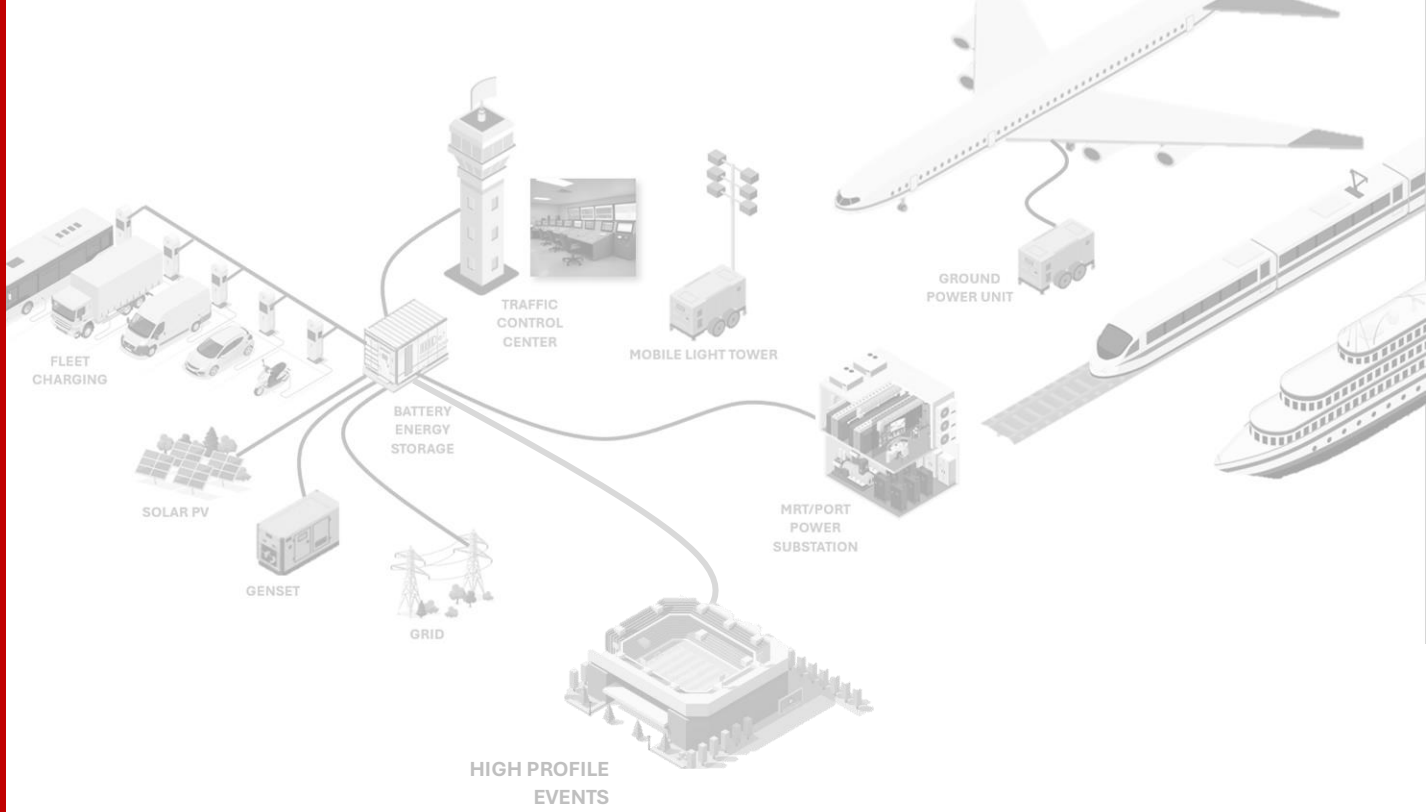 TRAFFIC
CONTROL
CENTER
MOBILE LIGHT TOWER
GROUND
POWER UNIT
FLEET
CHARGING
BATTERY
ENERGY
STORAGE
SOLAR PV
GENSET
GRID
MRT/PORT
POWER
SUBSTATION
HIGH PROFILE
EVENTS